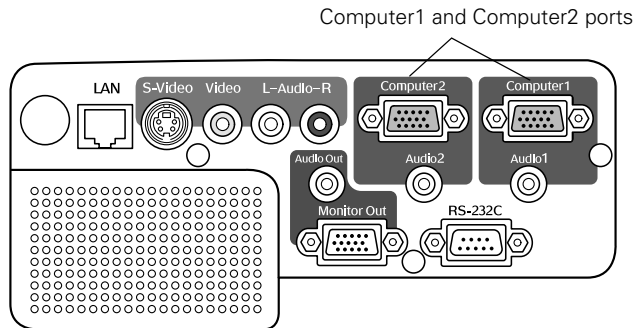 Computer1 and Computer2 ports
LAN
S-Video
Video
L-Audio-R
Computer2
Computer1
Audio Out
Audio2
Audio1
Monitor Out
RS-232C